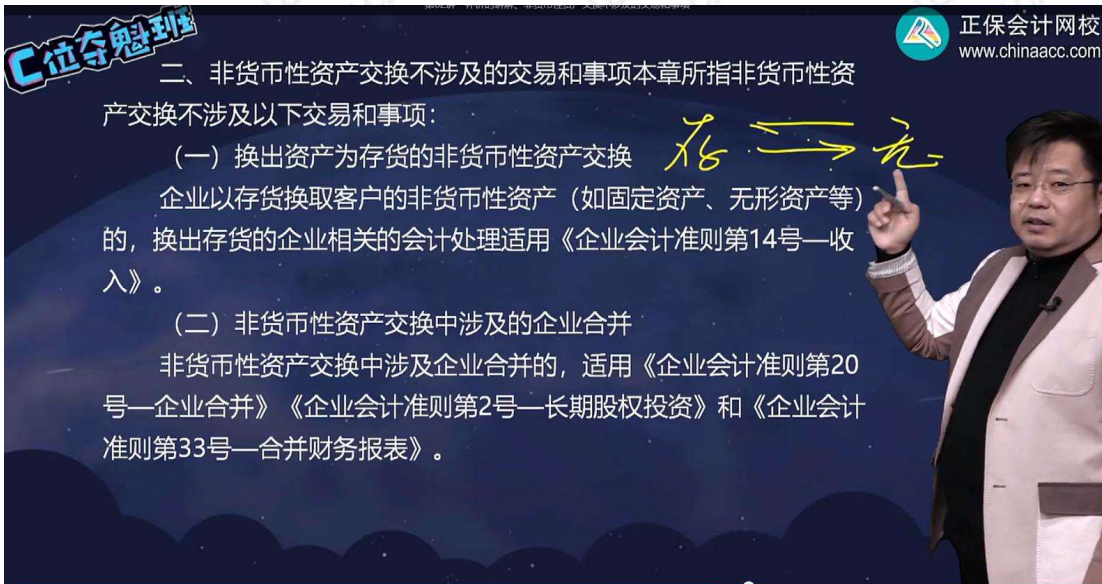 C位夺魁班
正保会计网校
www.chinaacc.com
二、非货币性资产交换不涉及的交易和事项本章所指非货币性资
产交换不涉及以下交易和事项：
（一）换出资产为存货的非货币性资产交换
存 无
企业以存货换取客户的非货币性资产（如固定资产、无形资产等）
的，换出存货的企业相关的会计处理适用《企业会计准则第14号—收
入》。
（二）非货币性资产交换中涉及的企业合并
非货币性资产交换中涉及企业合并的，适用《企业会计准则第20
号—企业合并》《企业会计准则第2号—长期股权投资》和《企业会计
准则第33号—合并财务报表》。